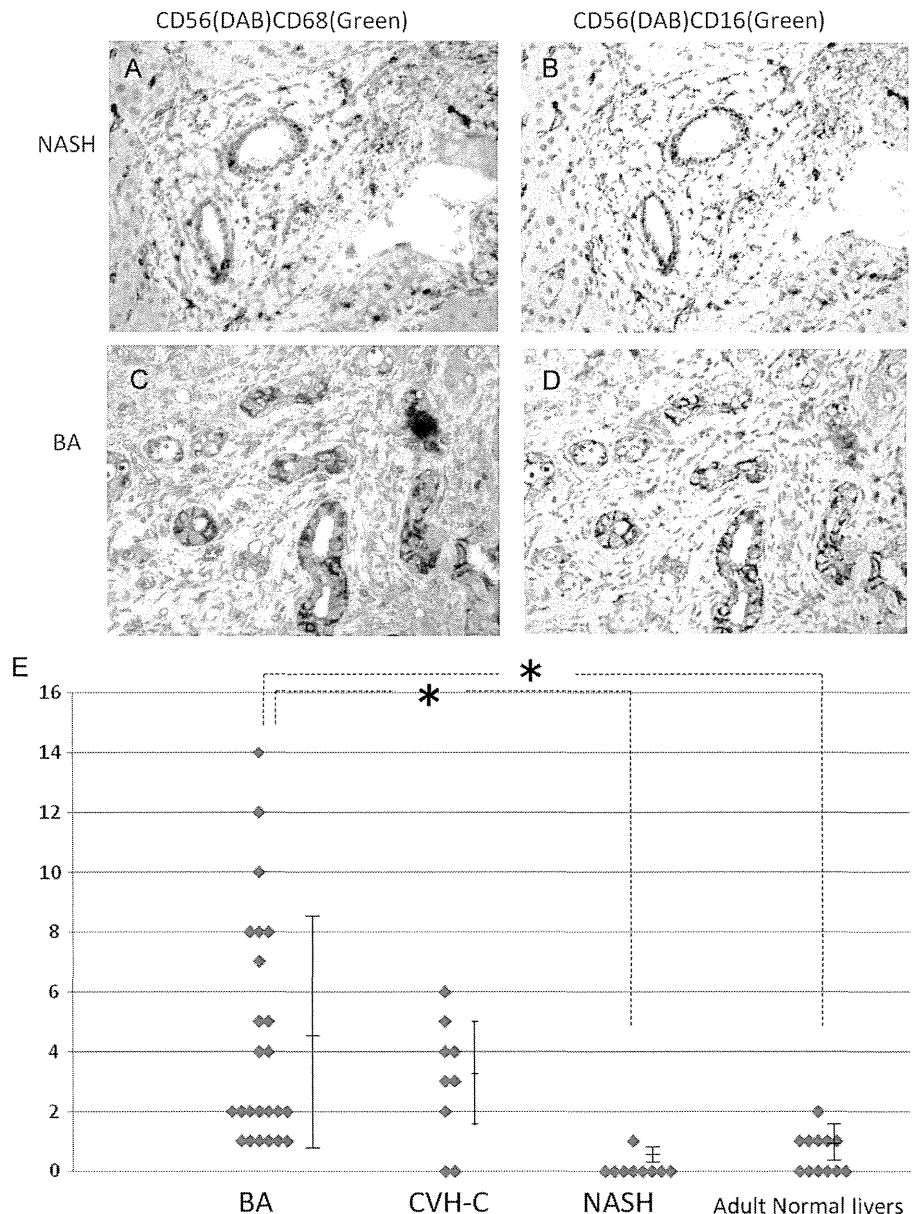 CD56(DAB)CD68(Green)
CD56(DAB)CD16(Green)
A
B
NASH
C
D
BA
E
*
*
16
14
12
10
8
6
4
2
0
BA
CVH-C
NASH
Adult Normal livers